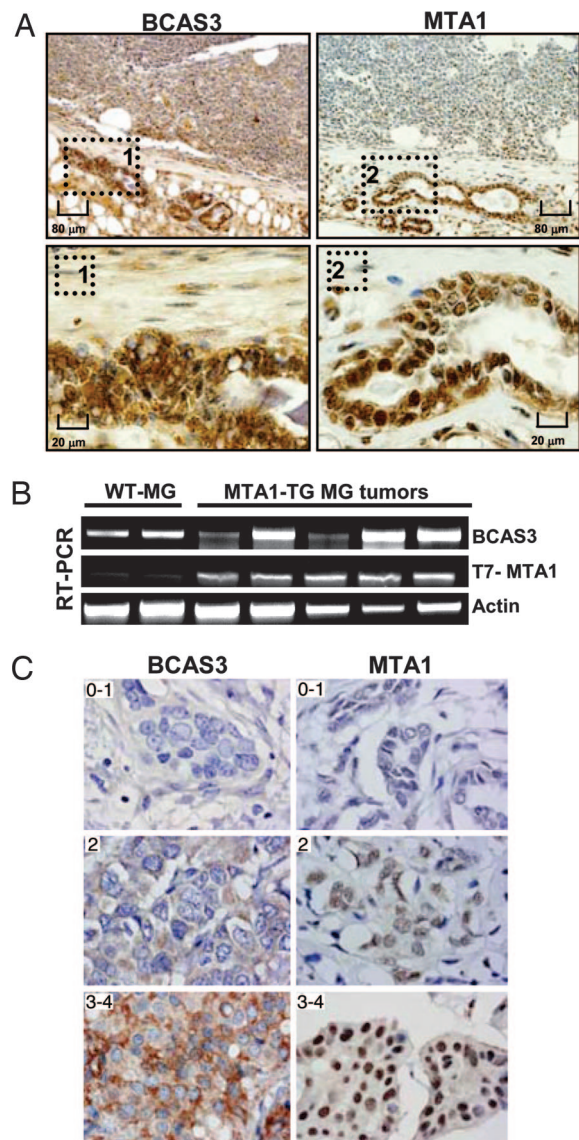 A
BCAS3 MTA1
1 2
80 µm 80 µm
1 2
20 µm 20 µm
B
WT-MG MTA1-TG MG tumors
RT-PCR
BCAS3
T7- MTA1
Actin
C
BCAS3 MTA1
0-1 0-1
2 2
3-4 3-4